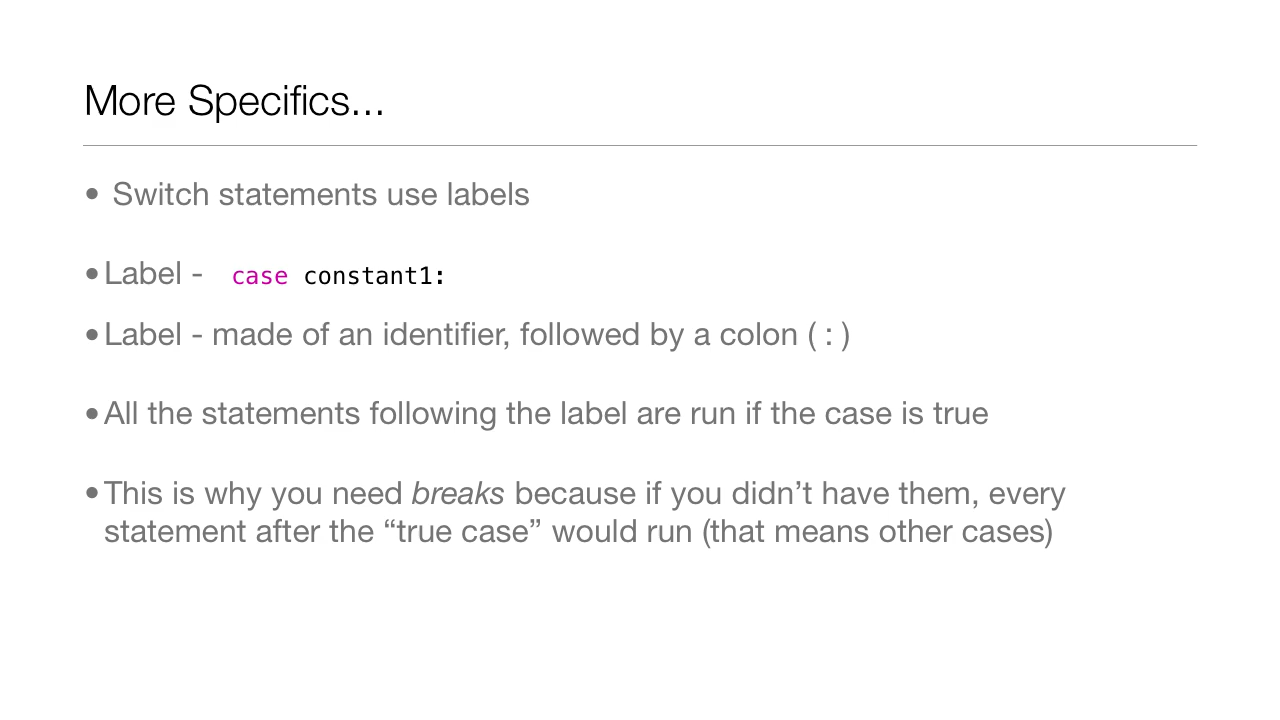 More Specifics...
• Switch statements use labels
• Label - case constant1:
• Label - made of an identifier, followed by a colon ( : )
• All the statements following the label are run if the case is true
• This is why you need breaks because if you didn’t have them, every
statement after the “true case” would run (that means other cases)